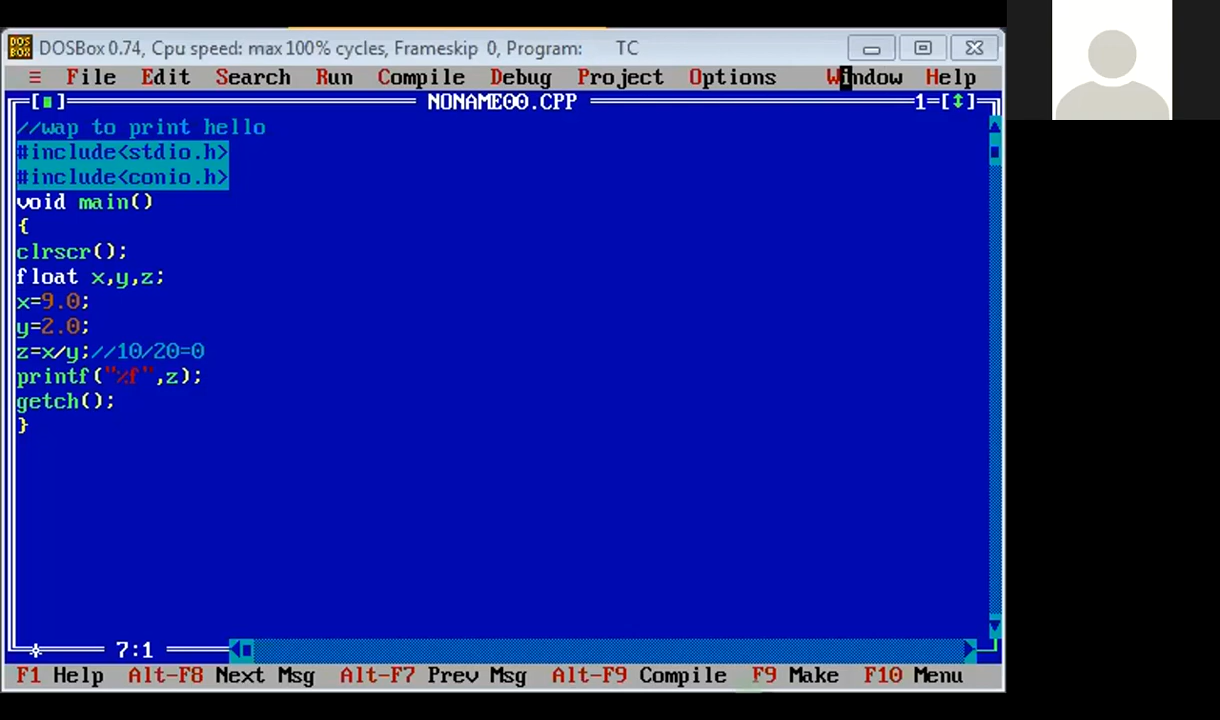 DOSBox 0.74, Cpu speed: max 100% cycles, Frameskip 0, Program: TC
≡ File Edit Search Run Compile Debug Project Options Window Help
[■] NONAME00.CPP 1=[↕]
//wap to print hello
#include<stdio.h>
#include<conio.h>
void main()
{
clrscr();
float x,y,z;
x=9.0;
y=2.0;
z=x/y;//10/20=0
printf("%f",z);
getch();
}
7:1
F1 Help Alt-F8 Next Msg Alt-F7 Prev Msg Alt-F9 Compile F9 Make F10 Menu